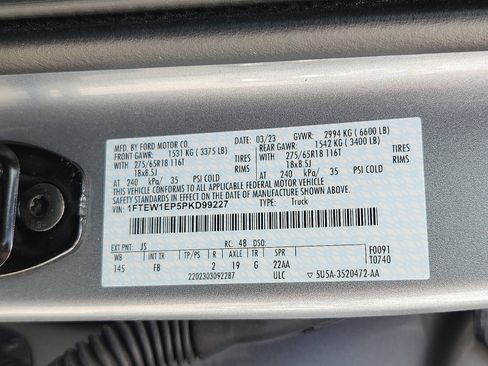 MFD. BY FORD MOTOR CO. 03/23 GVWR: 2994 KG ( 6600 LB)
FRONT GAWR: 1531 KG ( 3375 LB) REAR GAWR: 1542 KG ( 3400 LB)
WITH 275/65R18 116T TIRES WITH 275/65R18 116T TIRES
18x8.5J RIMS 18x8.5J RIMS
AT 240 kPa/ 35 PSI COLD AT 240 kPa/ 35 PSI COLD
THIS VEHICLE CONFORMS TO ALL APPLICABLE FEDERAL MOTOR VEHICLE
SAFETY STANDARDS IN EFFECT ON THE DATE OF MANUFACTURE SHOWN ABOVE.
VIN: 1FTEW1EP5PKD99227 TYPE: Truck
EXT PNT: JS RC: 48 DSO: F0091
WB TP/PS R AXLE TR SPR T0740
145 FB 2 19 G 22AA
2202303092287 ULC ▽ SU5A-3520472-AA